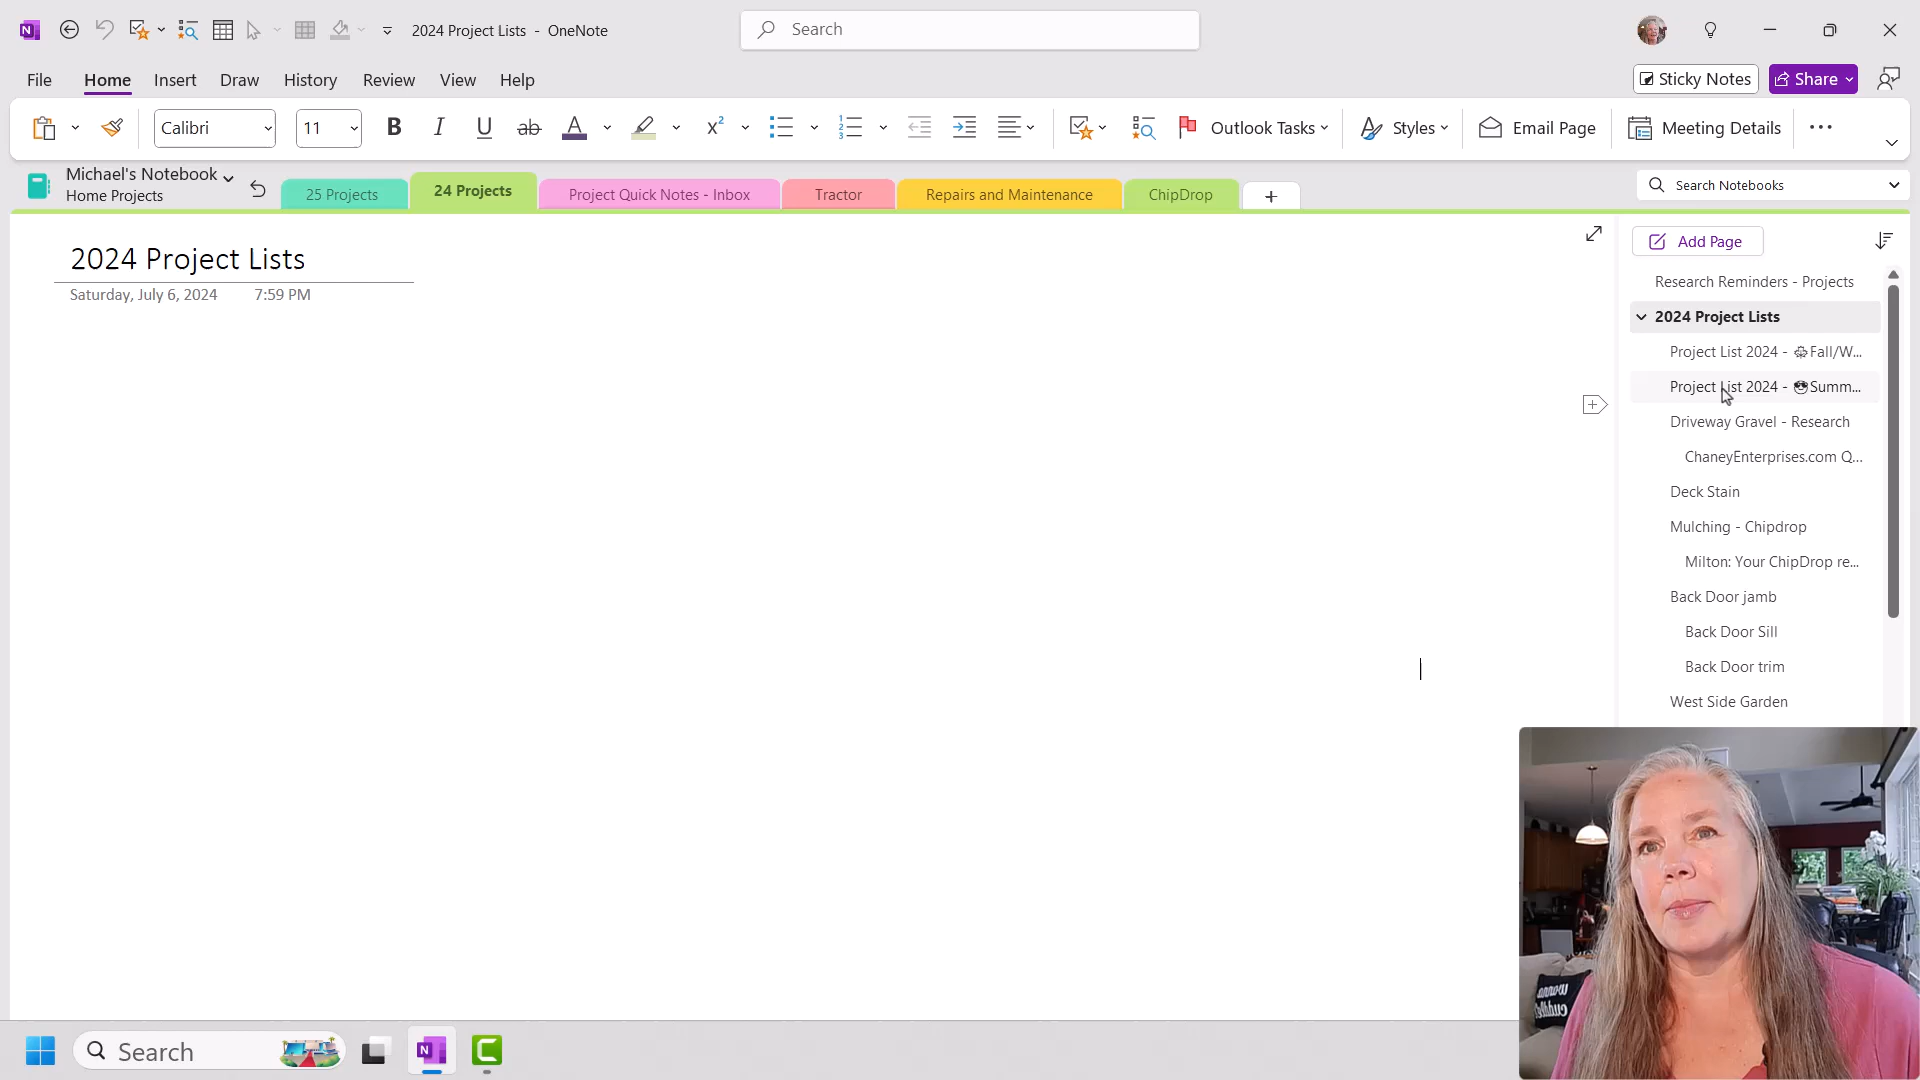 2024 Project Lists - OneNote
Search
File Home Insert Draw History Review View Help
Sticky Notes
Share
Calibri
11
Outlook Tasks
Styles
Email Page
Meeting Details
Michael's Notebook
Home Projects
25 Projects
24 Projects
Project Quick Notes - Inbox
Tractor
Repairs and Maintenance
ChipDrop
Search Notebooks
2024 Project Lists
Saturday, July 6, 2024 7:59 PM
Add Page
Research Reminders - Projects
2024 Project Lists
Project List 2024 - Fall/W...
Project List 2024 - 😎Summ...
Driveway Gravel - Research
ChaneyEnterprises.com Q...
Deck Stain
Mulching - Chipdrop
Milton: Your ChipDrop re...
Back Door jamb
Back Door Sill
Back Door trim
West Side Garden
Search